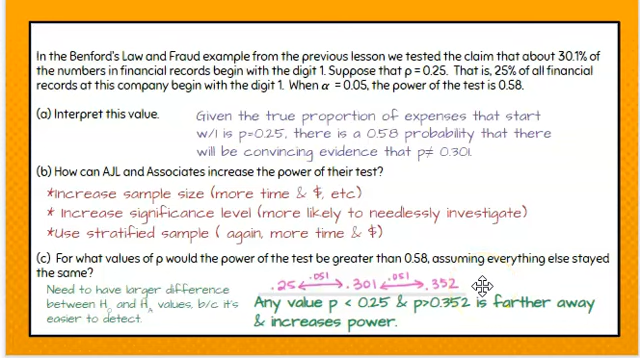 In the Benford's Law and Fraud example from the previous lesson we tested the claim that about 30.1% of
the numbers in financial records begin with the digit 1. Suppose that p = 0.25. That is, 25% of all financial
records at this company begin with the digit 1. When α = 0.05, the power of the test is 0.58.
(a) Interpret this value.
Given the true proportion of expenses that start
w/1 is p=0.25, there is a 0.58 probability that there
will be convincing evidence that p≠ 0.301.
(b) How can AJL and Associates increase the power of their test?
*Increase sample size (more time & $, etc)
* Increase significance level (more likely to needlessly investigate)
*Use stratified sample ( again, more time & $)
(c) For what values of p would the power of the test be greater than 0.58, assuming everything else stayed
the same?
Need to have larger difference
between H₀ and Hₐ values, b/c it's
easier to detect.
.051 .051
.25 .301 .352
Any value p < 0.25 & p>0.352 is farther away
& increases power.